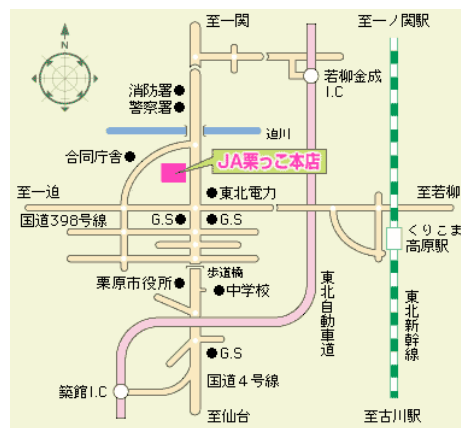 至一関
至一ノ関駅
N
消防署
警察署
若柳金成
I.C
迫川
合同庁舎
JA栗っこ本店
至一迫
東北電力
至若柳
国道398号線
G.S
G.S
くりこま
高原駅
歩道橋
栗原市役所
中学校
東北自動車道
東北新幹線
G.S
国道4号線
築館I.C
至仙台
至古川駅